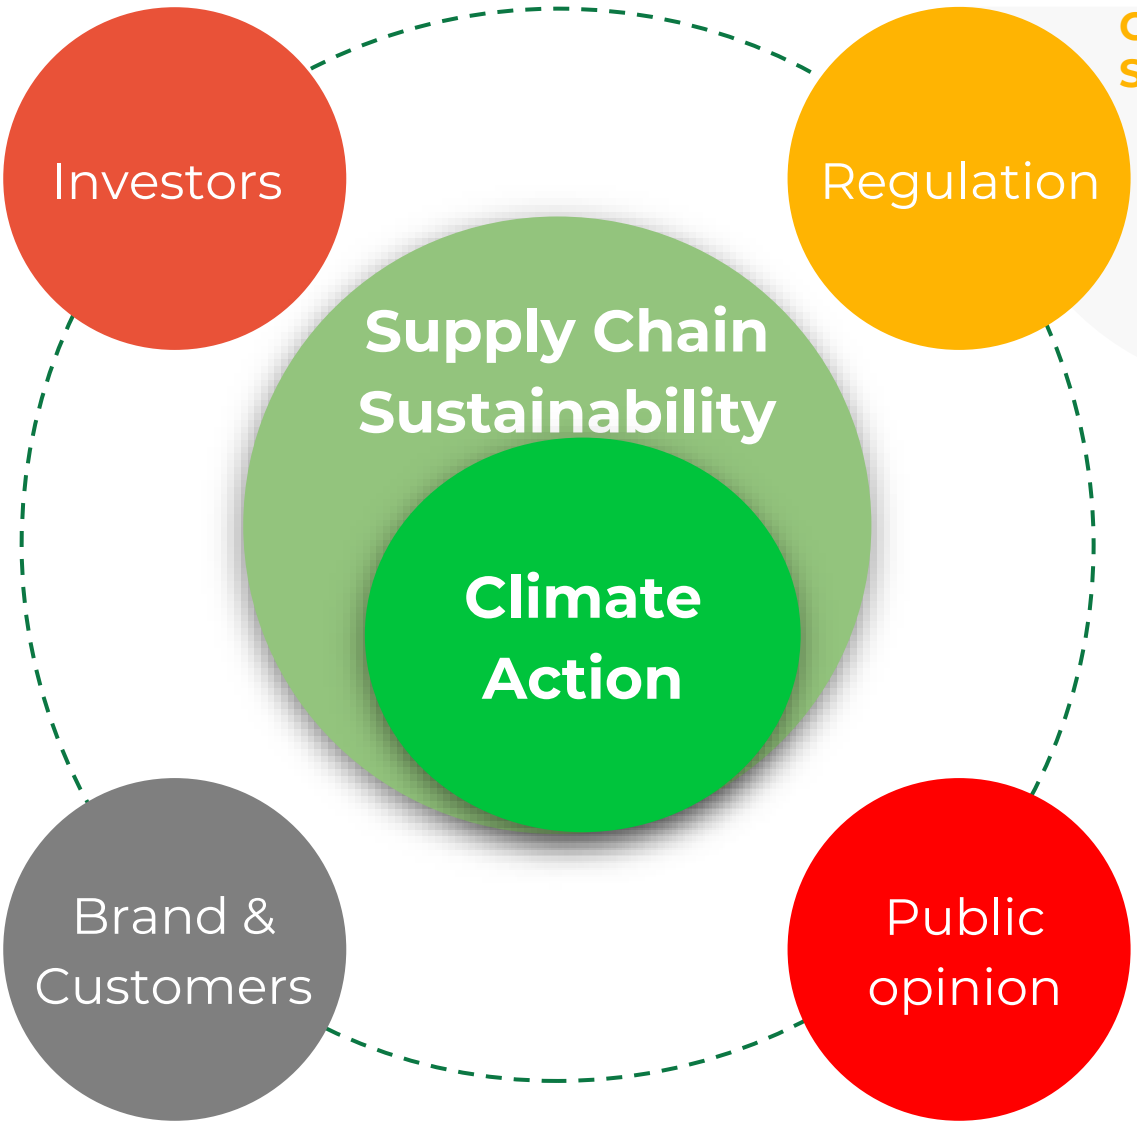 Investors
Regulation
Supply Chain
Sustainability
Climate
Action
Brand &
Customers
Public
opinion